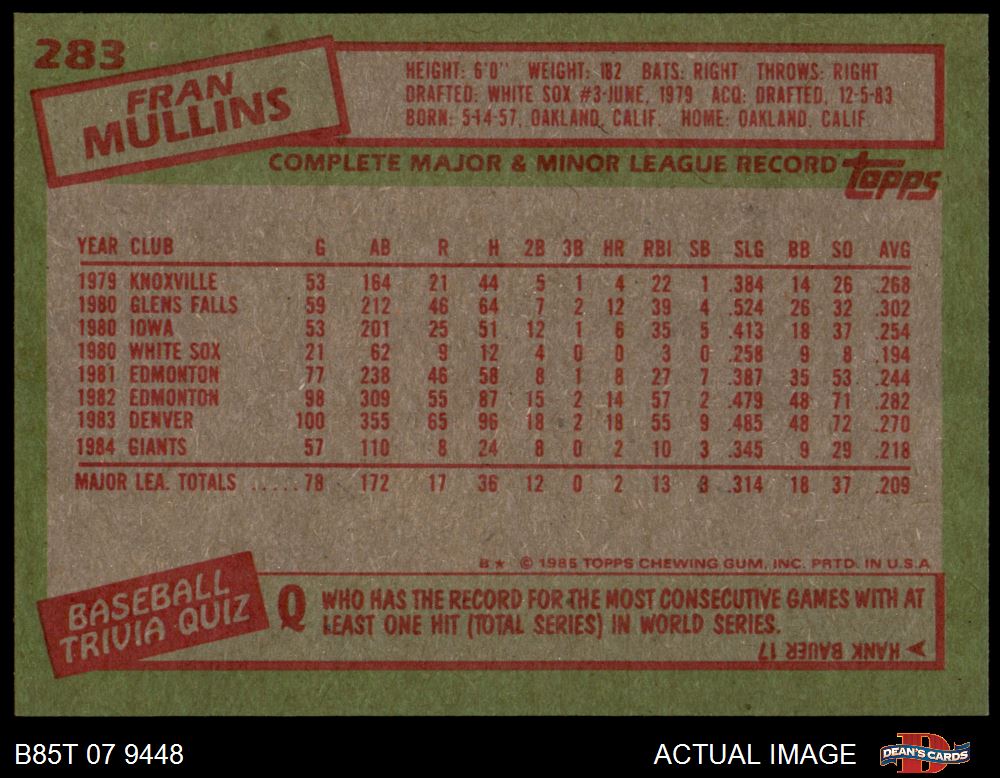 283
FRAN
MULLINS
HEIGHT: 6'0" WEIGHT: 182 BATS: RIGHT THROWS: RIGHT
DRAFTED: WHITE SOX #3-JUNE, 1979 ACQ: DRAFTED, 12-5-83
BORN: 5-14-57, OAKLAND, CALIF. HOME: OAKLAND, CALIF.
COMPLETE MAJOR & MINOR LEAGUE RECORD
topps
YEAR CLUB G AB R H 2B 3B HR RBI SB SLG BB SO AVG
1979 KNOXVILLE 53 164 21 44 5 1 4 22 1 .384 14 26 .268
1980 GLENS FALLS 59 212 46 64 7 2 12 39 4 .524 26 32 .302
1980 IOWA 53 201 25 51 12 1 6 35 5 .413 18 37 .254
1980 WHITE SOX 21 62 9 12 4 0 0 3 0 .258 9 8 .194
1981 EDMONTON 77 238 46 58 8 1 8 27 7 .387 35 53 .244
1982 EDMONTON 98 309 55 87 15 2 14 57 2 .479 48 71 .282
1983 DENVER 100 355 65 96 18 2 18 55 9 .485 48 72 .270
1984 GIANTS 57 110 8 24 8 0 2 10 3 .345 9 29 .218
MAJOR LEA. TOTALS ..... 78 172 17 36 12 0 2 13 3 .314 18 37 .209
B★ © 1985 TOPPS CHEWING GUM, INC. PRTD. IN U.S.A
BASEBALL
TRIVIA QUIZ
Q WHO HAS THE RECORD FOR THE MOST CONSECUTIVE GAMES WITH AT
LEAST ONE HIT (TOTAL SERIES) IN WORLD SERIES.
HANK BAUER 17
B85T 07 9448
ACTUAL IMAGE
D
DEAN'S CARDS